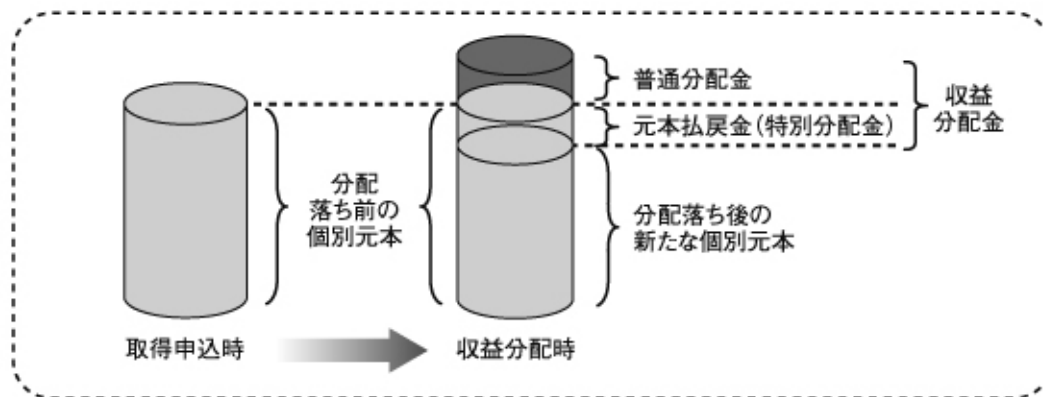 普通分配金
元本払戻金(特別分配金)
収益
分配金
分配
落ち前の
個別元本
分配落ち後の
新たな個別元本
取得申込時
収益分配時